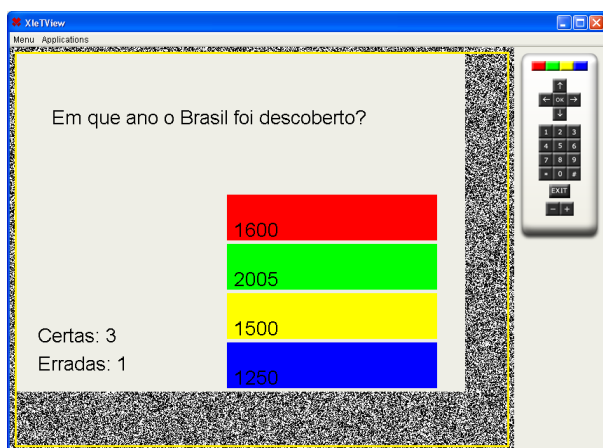 XleTView
Menu Applications
Em que ano o Brasil foi descoberto?
1600
2005
1500
1250
Certas: 3
Erradas: 1
OK
1 2 3
4 5 6
7 8 9
* 0 #
EXIT
− +